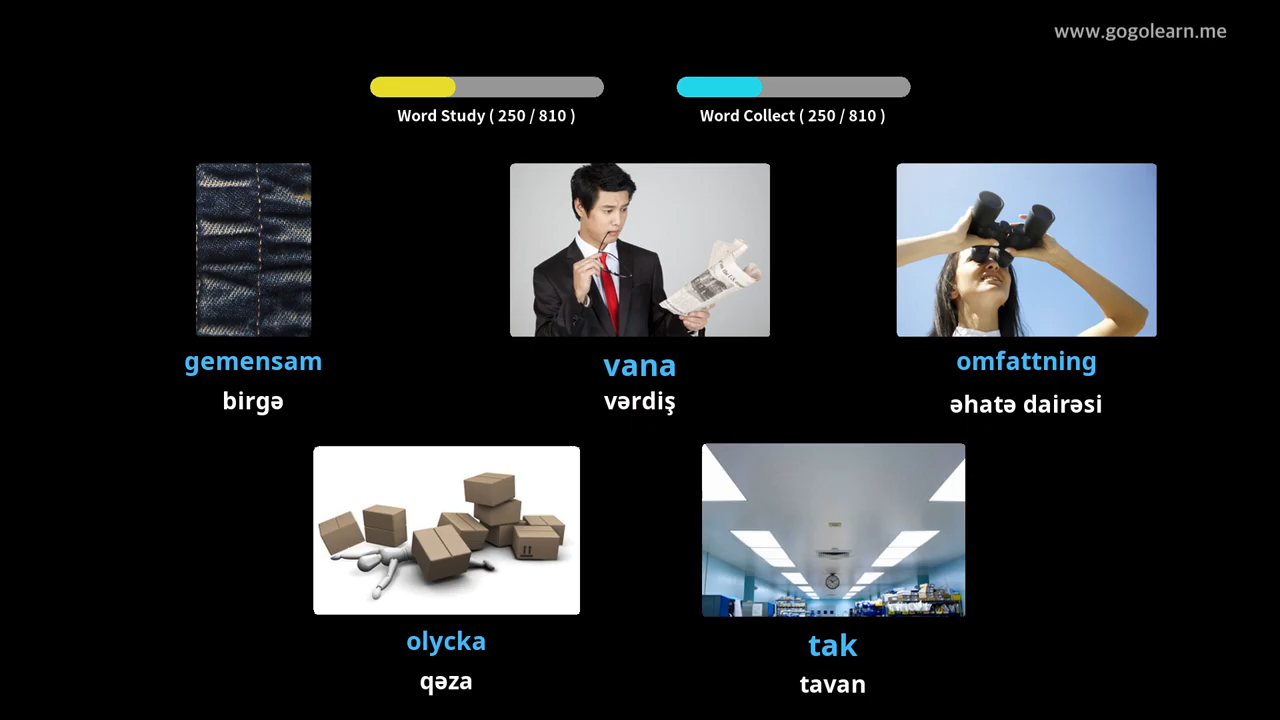 www.gogolearn.me
Word Study ( 250 / 810 )
Word Collect ( 250 / 810 )
gemensam
birgə
vana
vərdiş
omfattning
əhatə dairəsi
olycka
qəza
tak
tavan